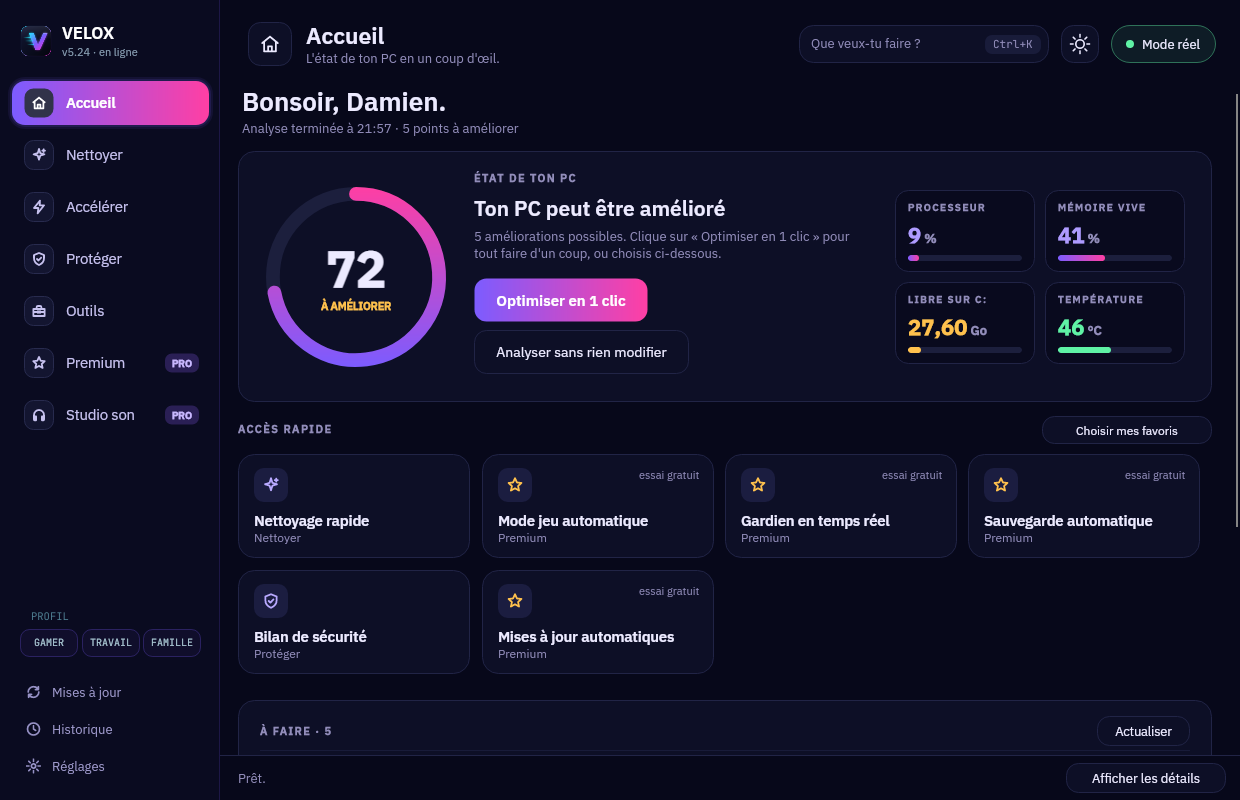 VELOX
v5.24 · en ligne
Accueil
Nettoyer
Accélérer
Protéger
Outils
Premium PRO
Studio son PRO
PROFIL
GAMER TRAVAIL FAMILLE
Mises à jour
Historique
Réglages
Accueil
L'état de ton PC en un coup d'œil.
Que veux-tu faire ? Ctrl+K
Mode réel
Bonsoir, Damien.
Analyse terminée à 21:57 · 5 points à améliorer
72
À AMÉLIORER
ÉTAT DE TON PC
Ton PC peut être amélioré
5 améliorations possibles. Clique sur « Optimiser en 1 clic » pour
tout faire d'un coup, ou choisis ci-dessous.
Optimiser en 1 clic
Analyser sans rien modifier
PROCESSEUR
9 %
MÉMOIRE VIVE
41 %
LIBRE SUR C:
27,60 Go
TEMPÉRATURE
46 °C
ACCÈS RAPIDE
Choisir mes favoris
Nettoyage rapide
Nettoyer
essai gratuit
Mode jeu automatique
Premium
essai gratuit
Gardien en temps réel
Premium
essai gratuit
Sauvegarde automatique
Premium
Bilan de sécurité
Protéger
essai gratuit
Mises à jour automatiques
Premium
À FAIRE · 5
Actualiser
Prêt.
Afficher les détails